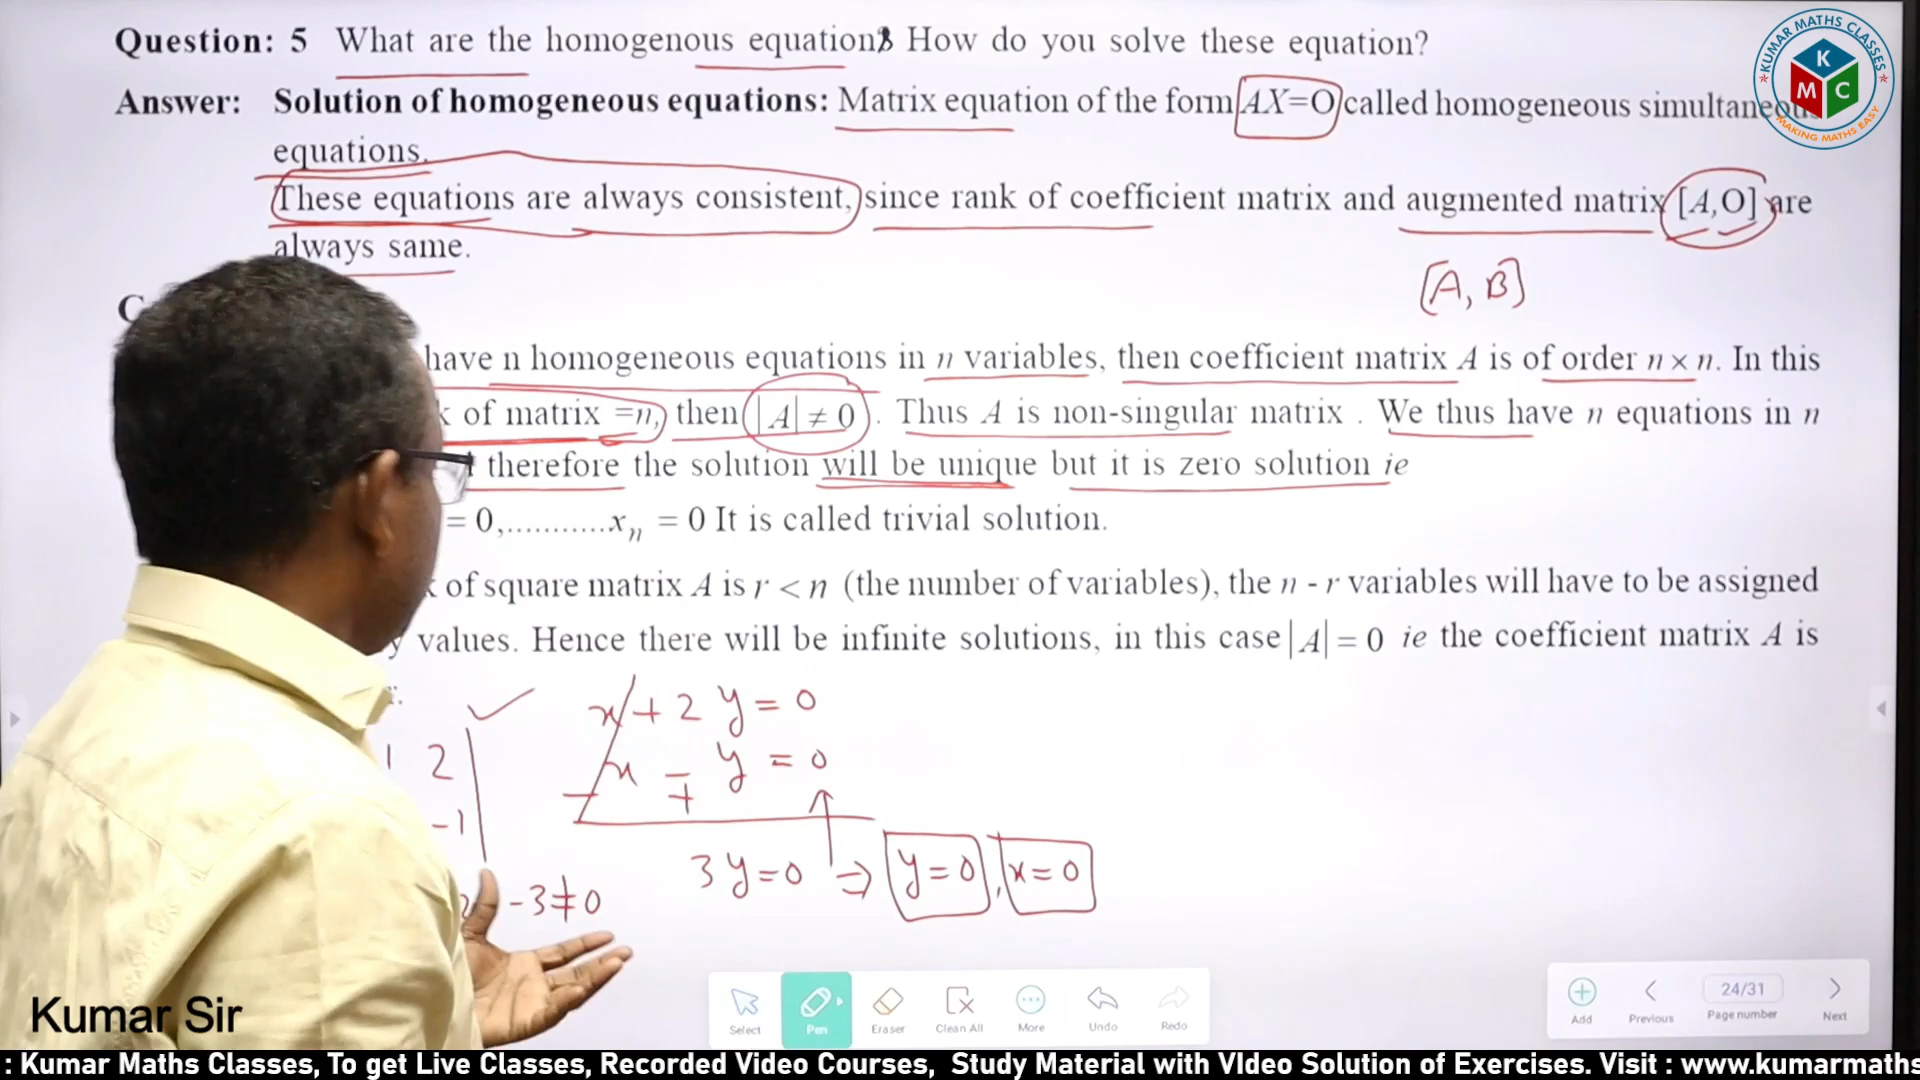 Question: 5 What are the homogenous equations How do you solve these equation?
KUMAR MATHS CLASSES
K
M C
MAKING MATHS EASY
Answer: Solution of homogeneous equations: Matrix equation of the form AX=O called homogeneous simultaneous
equations.
These equations are always consistent, since rank of coefficient matrix and augmented matrix [A,O] are
always same.
[A, B]
have n homogeneous equations in n variables, then coefficient matrix A is of order n × n. In this
of matrix =n, then |A| ≠ 0 . Thus A is non-singular matrix . We thus have n equations in n
therefore the solution will be unique but it is zero solution ie
= 0,...........xn = 0 It is called trivial solution.
of square matrix A is r < n (the number of variables), the n - r variables will have to be assigned
values. Hence there will be infinite solutions, in this case |A| = 0 ie the coefficient matrix A is
x + 2 y = 0
1 2
x - y = 0
- +
-1
3y = 0 ⇒ y = 0, x = 0
-3 ≠ 0
Kumar Sir
Select Pen Eraser Clean All More Undo Redo
Add Previous 24/31 Page number Next
: Kumar Maths Classes, To get Live Classes, Recorded Video Courses, Study Material with VIdeo Solution of Exercises. Visit : www.kumarmaths